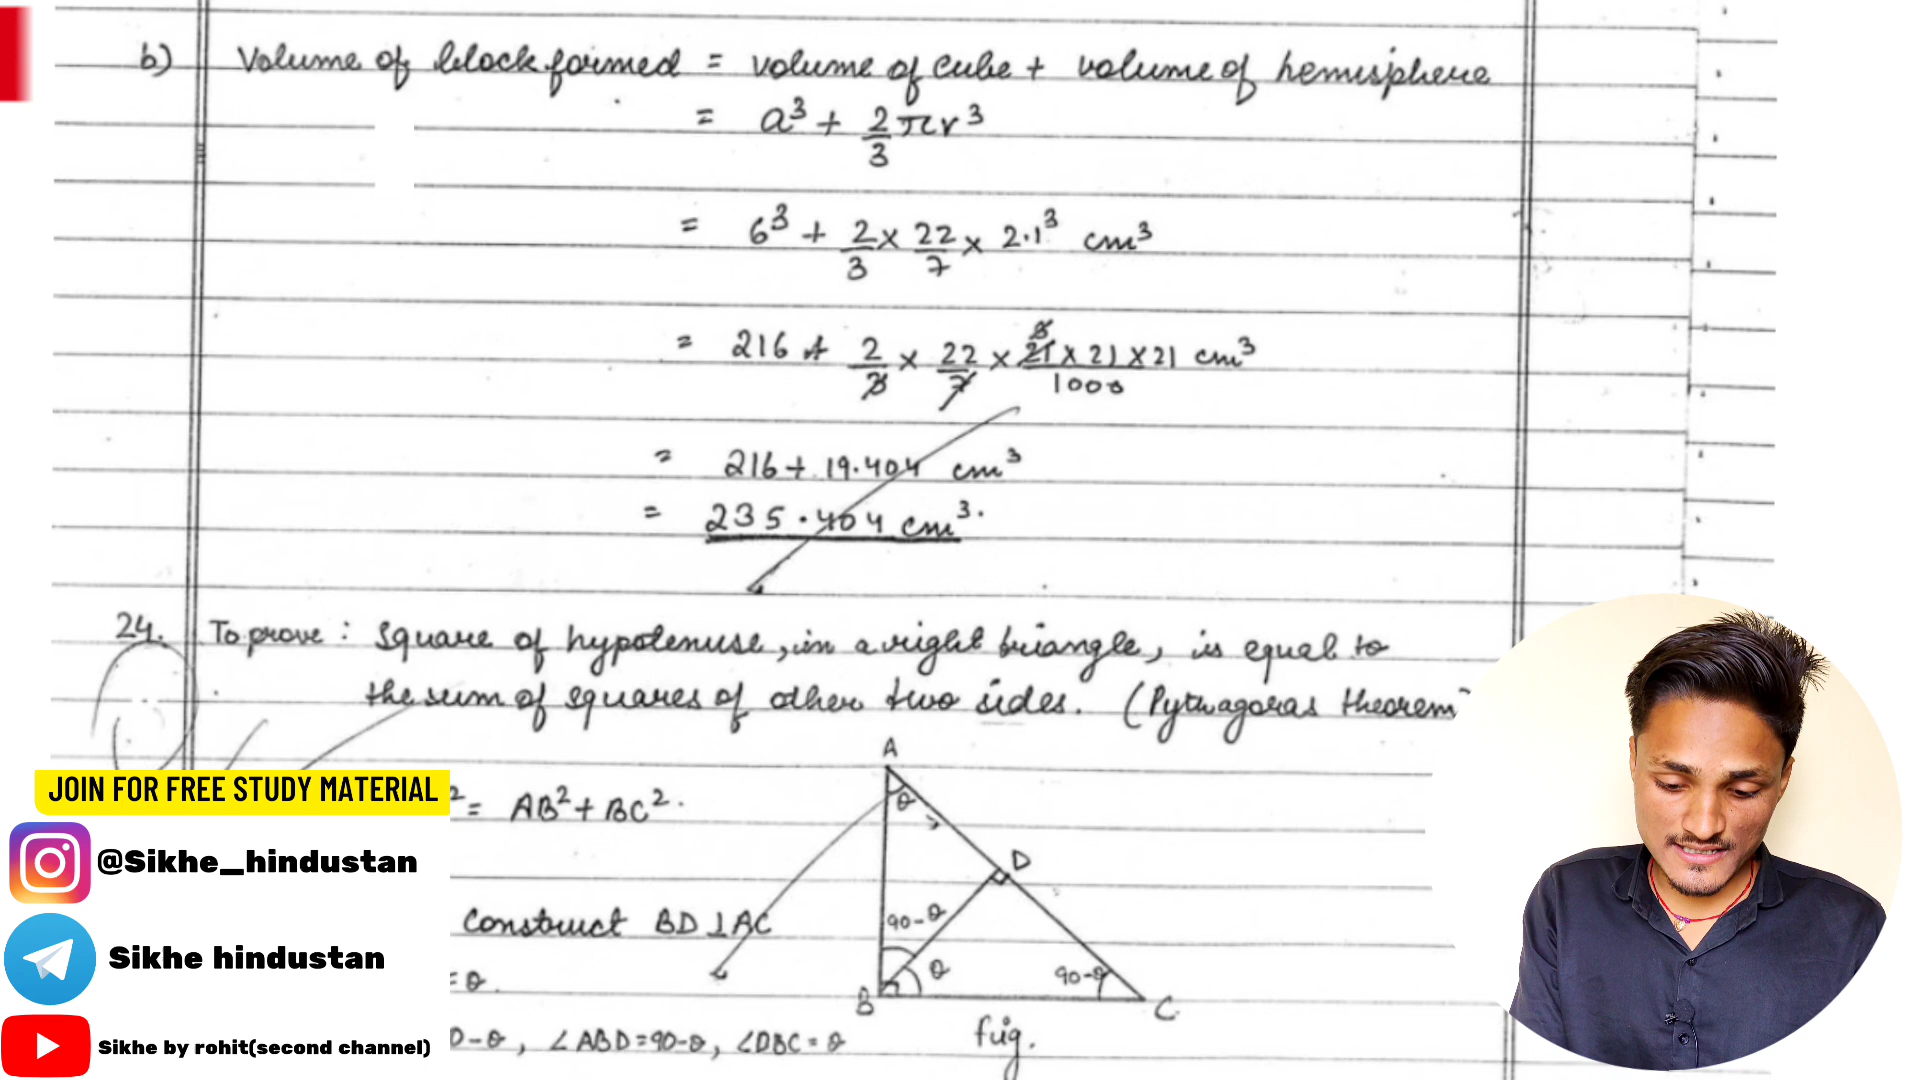 b) Volume of block formed = volume of cube + volume of hemisphere
= a³ + 2/3 πr³
= 6³ + 2/3 × 22/7 × 2.1³ cm³
= 216 + 2/3 × 22/7 × 21 × 21 × 21/1000 cm³
= 216 + 19.404 cm³
= 235.404 cm³.
24. To prove : Square of hypotenuse, in a right triangle, is equal to
the sum of squares of other two sides. (Pythagoras theorem
A
JOIN FOR FREE STUDY MATERIAL
² = AB² + BC².
θ
@Sikhe_hindustan
D
Construct BD ⊥ AC
90-θ
Sikhe hindustan
= θ.
θ
90-θ
B
C
Sikhe by rohit(second channel)
0-θ, ∠ABD = 90-θ, ∠DBC = θ
fig.